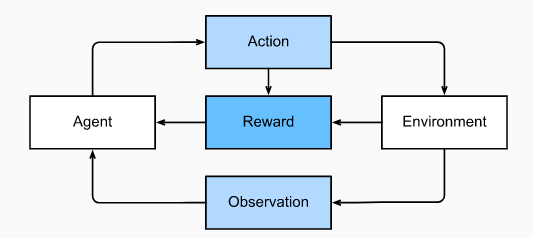 Action
Agent
Reward
Environment
Observation